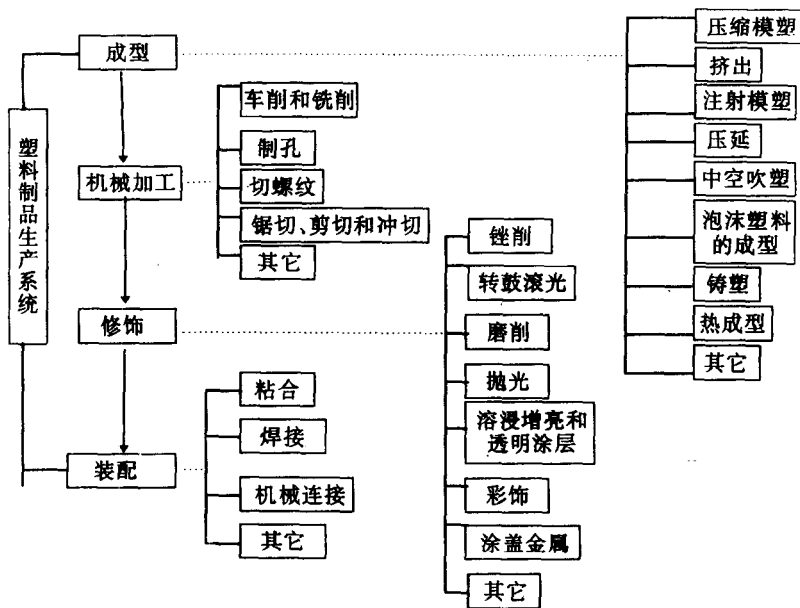 塑料制品生产系统
成型
机械加工
修饰
装配
压缩模塑
挤出
注射模塑
压延
中空吹塑
泡沫塑料
的成型
铸塑
热成型
其它
车削和铣削
制孔
切螺纹
锯切、剪切和冲切
其它
锉削
转鼓滚光
磨削
抛光
溶浸增亮和
透明涂层
彩饰
涂盖金属
其它
粘合
焊接
机械连接
其它